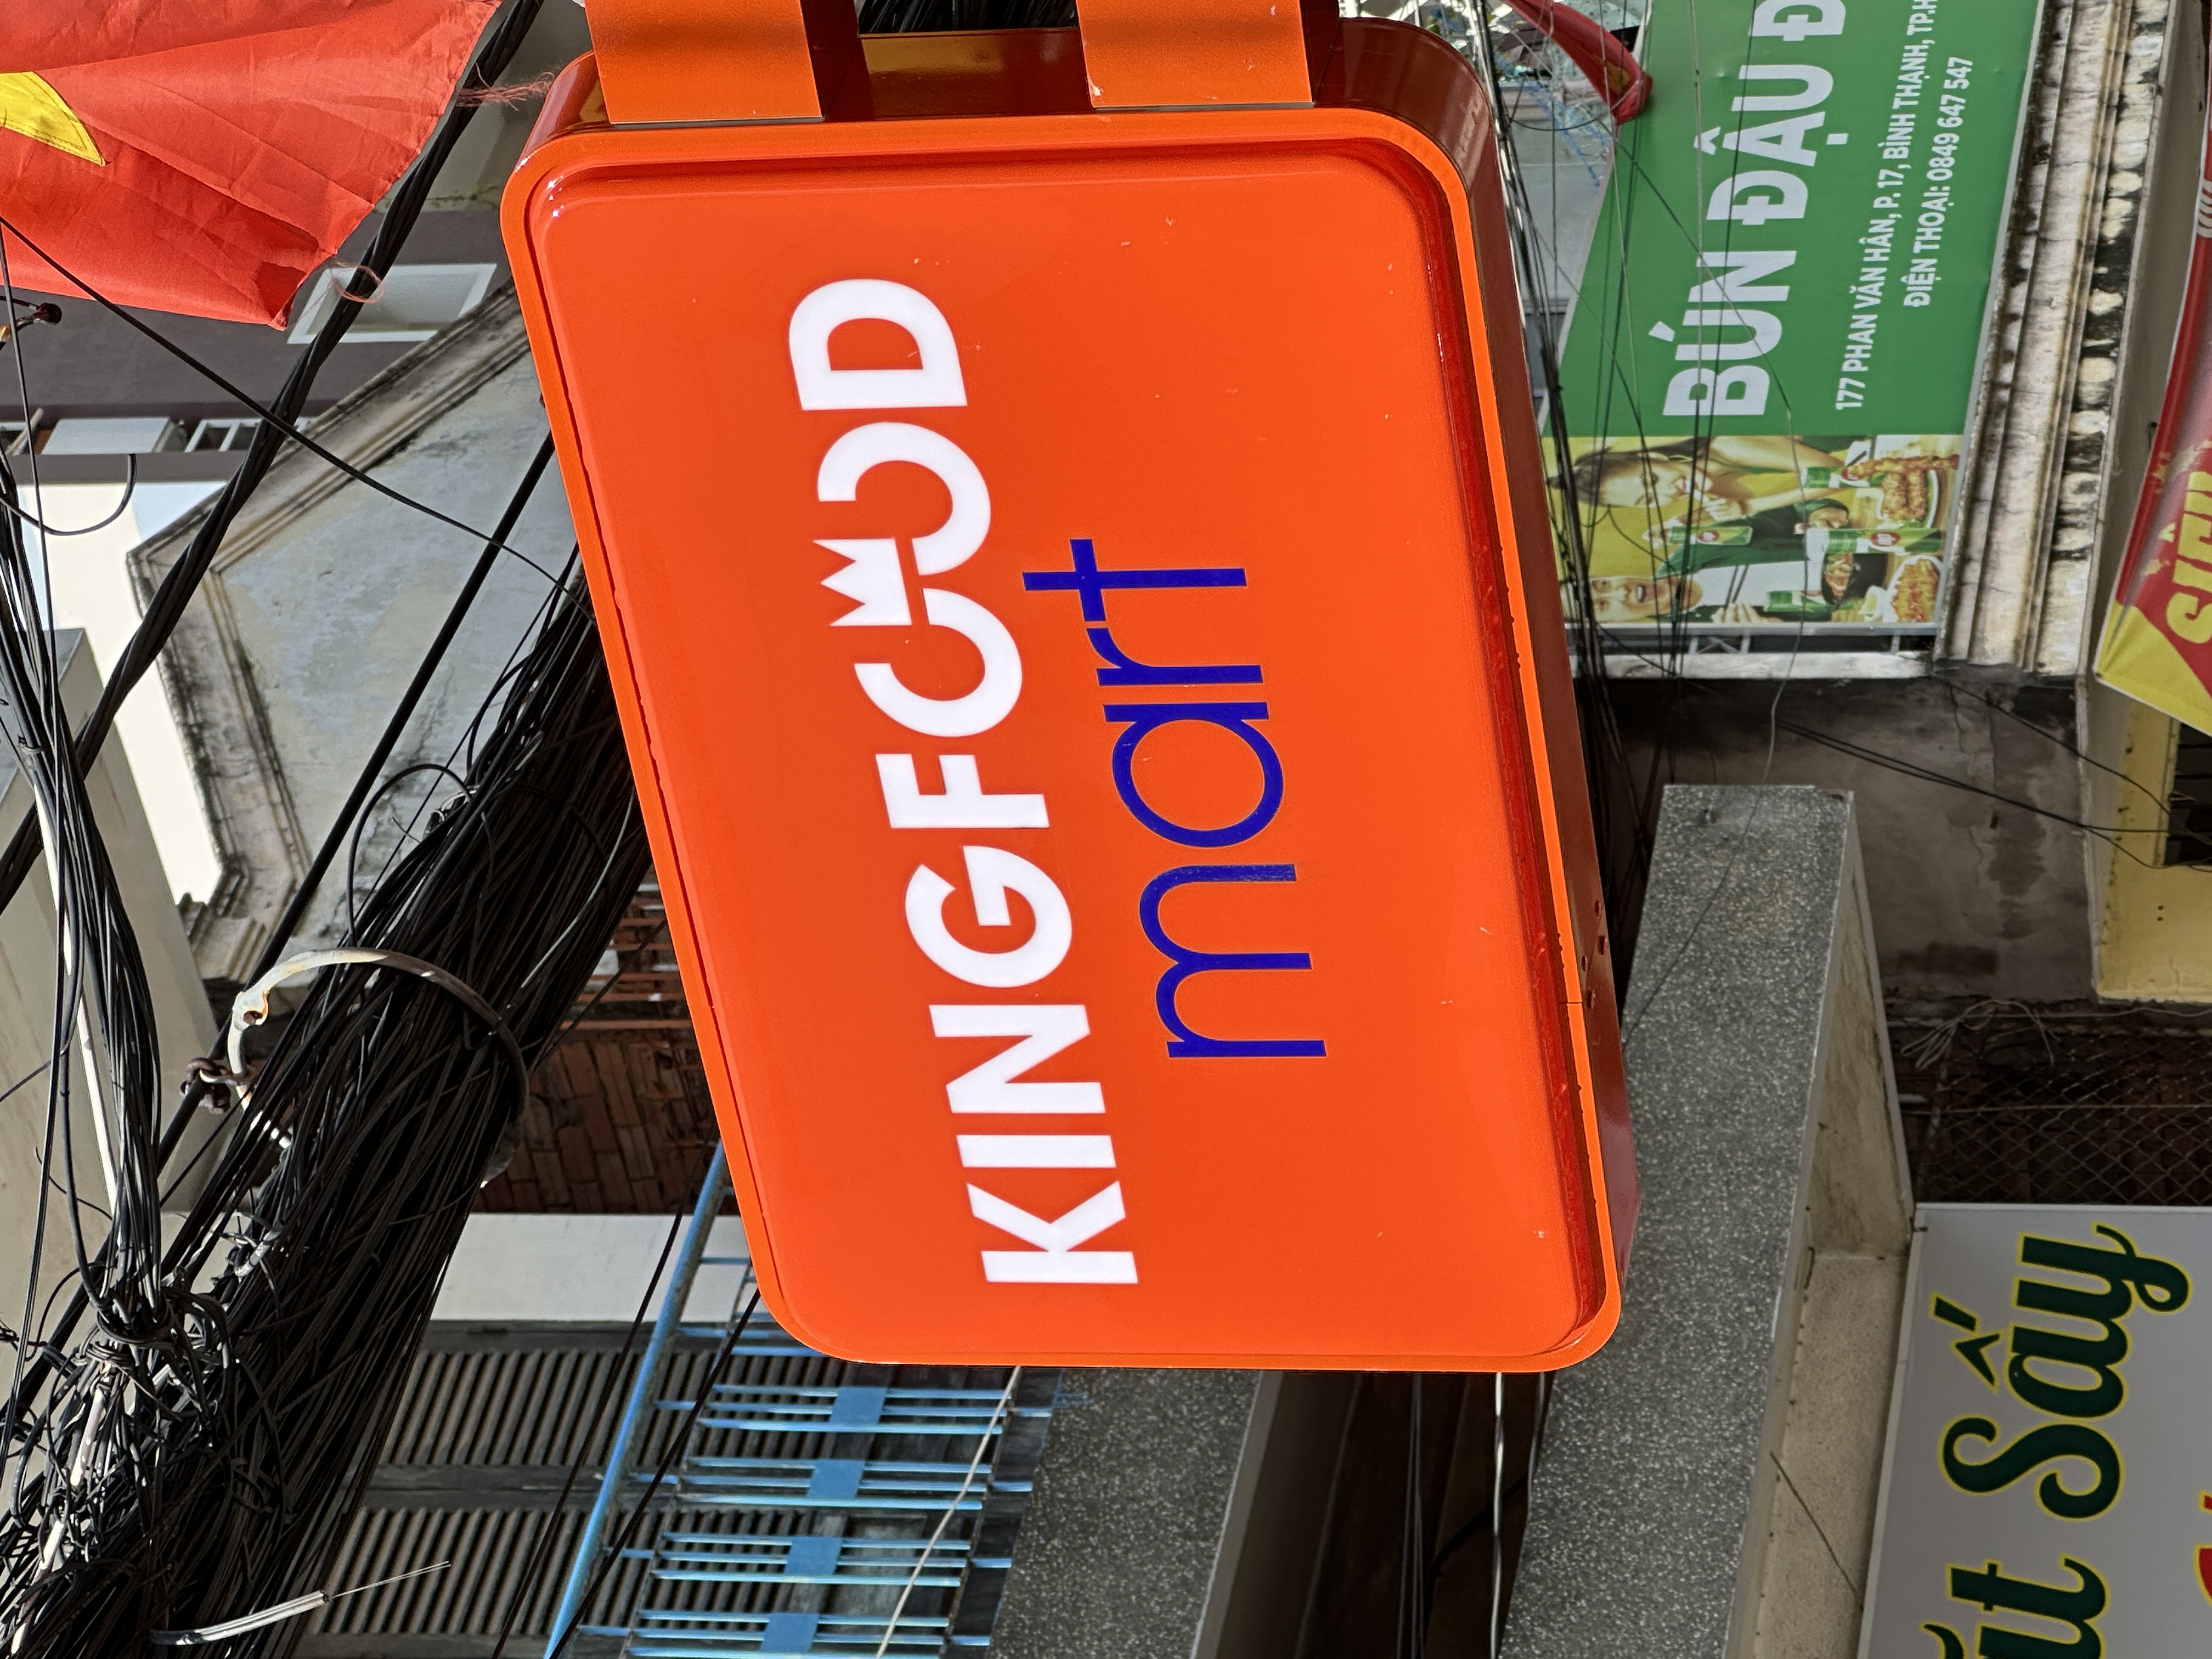 KINGFOOD
mart
BÚN ĐẬU
177 PHAN VĂN HÂN, P. 17, BÌNH THẠNH,
ĐIỆN THOẠI: 0849 647 547
Sấy